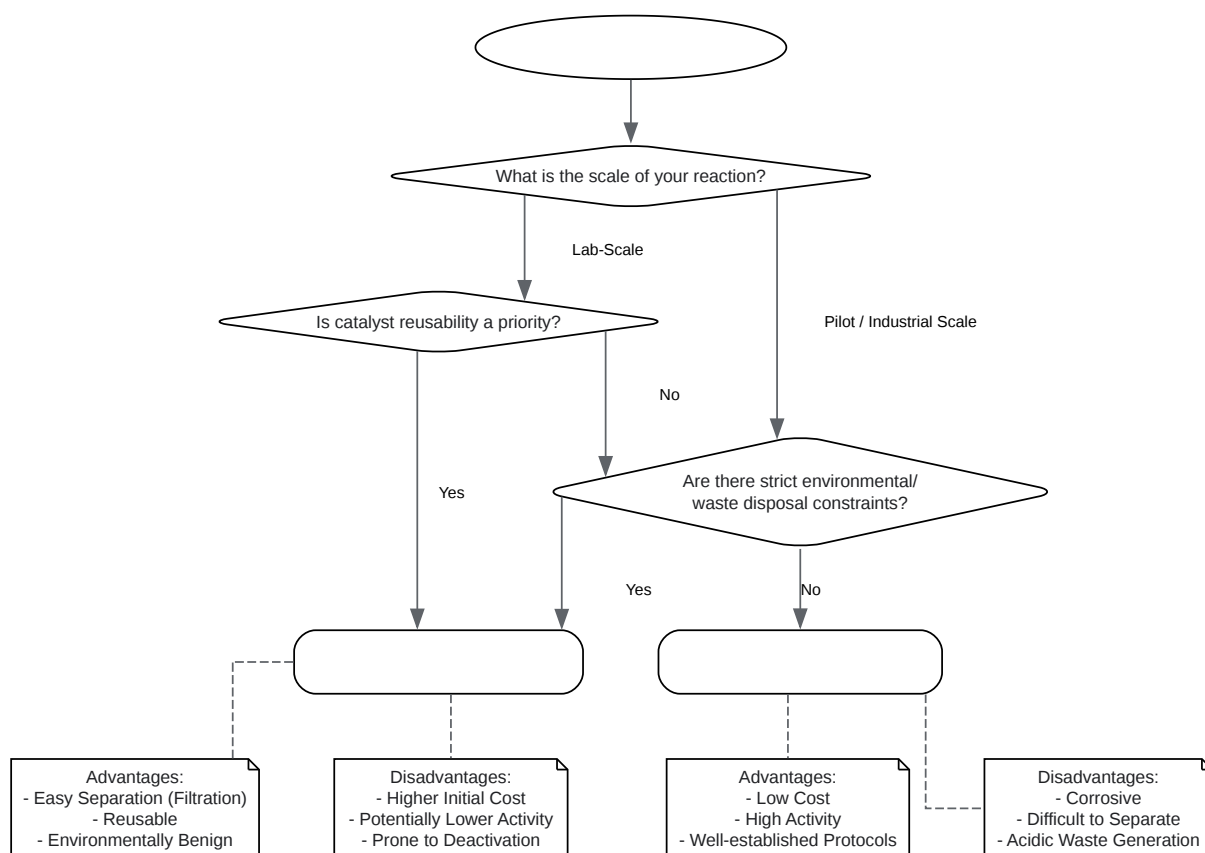 What is the scale of your reaction?
Lab-Scale
Is catalyst reusability a priority?
Pilot / Industrial Scale
No
Are there strict environmental/
waste disposal constraints?
Yes
Yes
No
Advantages:
- Easy Separation (Filtration)
- Reusable
- Environmentally Benign
Disadvantages:
- Higher Initial Cost
- Potentially Lower Activity
- Prone to Deactivation
Advantages:
- Low Cost
- High Activity
- Well-established Protocols
Disadvantages:
- Corrosive
- Difficult to Separate
- Acidic Waste Generation